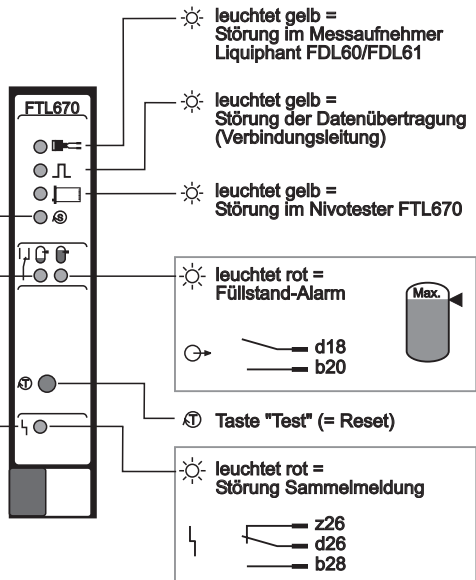 leuchtet gelb =
Störung im Messaufnehmer
Liquiphant FDL60/FDL61
FTL670
leuchtet gelb =
Störung der Datenübertragung
(Verbindungsleitung)
leuchtet gelb =
Störung im Nivotester FTL670
S
leuchtet rot =
Füllstand-Alarm
Max.
d18
b20
T
T Taste "Test" (= Reset)
leuchtet rot =
Störung Sammelmeldung
z26
d26
b28